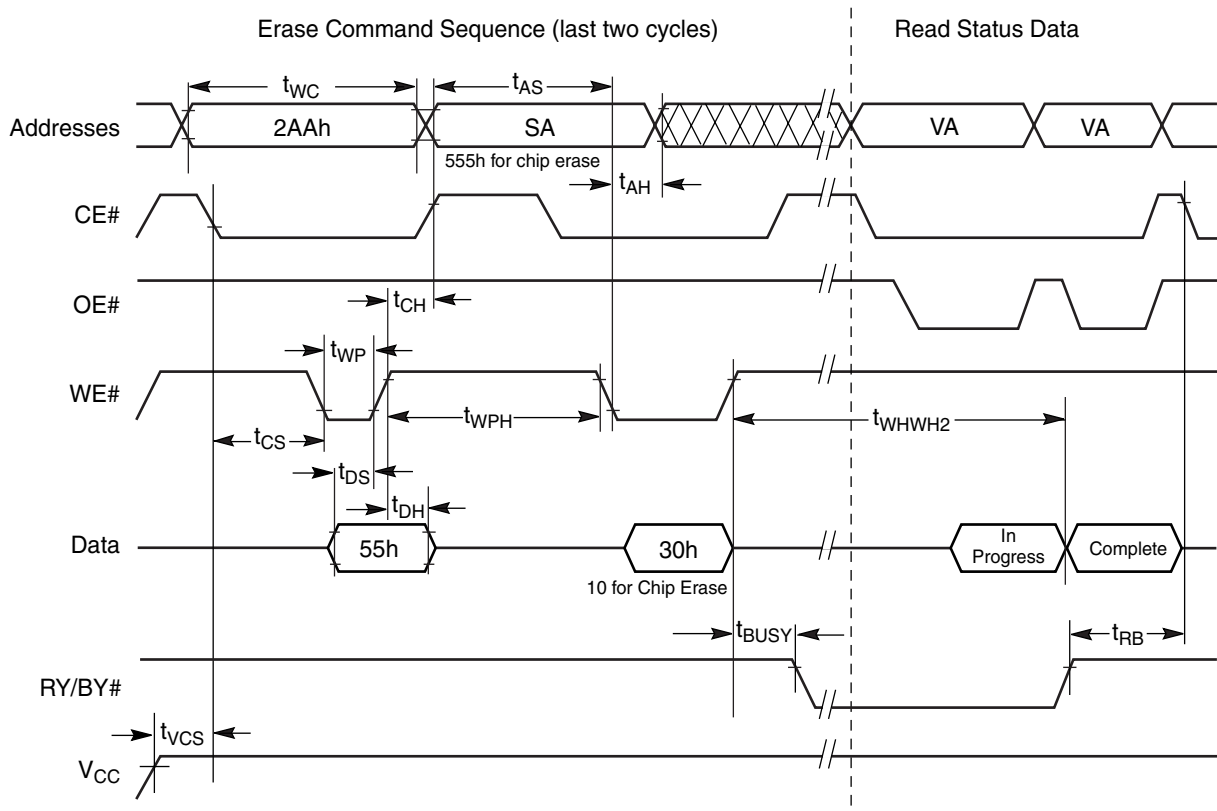 Erase Command Sequence (last two cycles)
Read Status Data
tWC
tAS
Addresses
2AAh
SA
VA
VA
555h for chip erase
tAH
CE#
OE#
tCH
tWP
WE#
tWPH
tWHWH2
tCS
tDS
tDH
Data
55h
30h
In
Progress
Complete
10 for Chip Erase
tBUSY
tRB
RY/BY#
tVCS
VCC